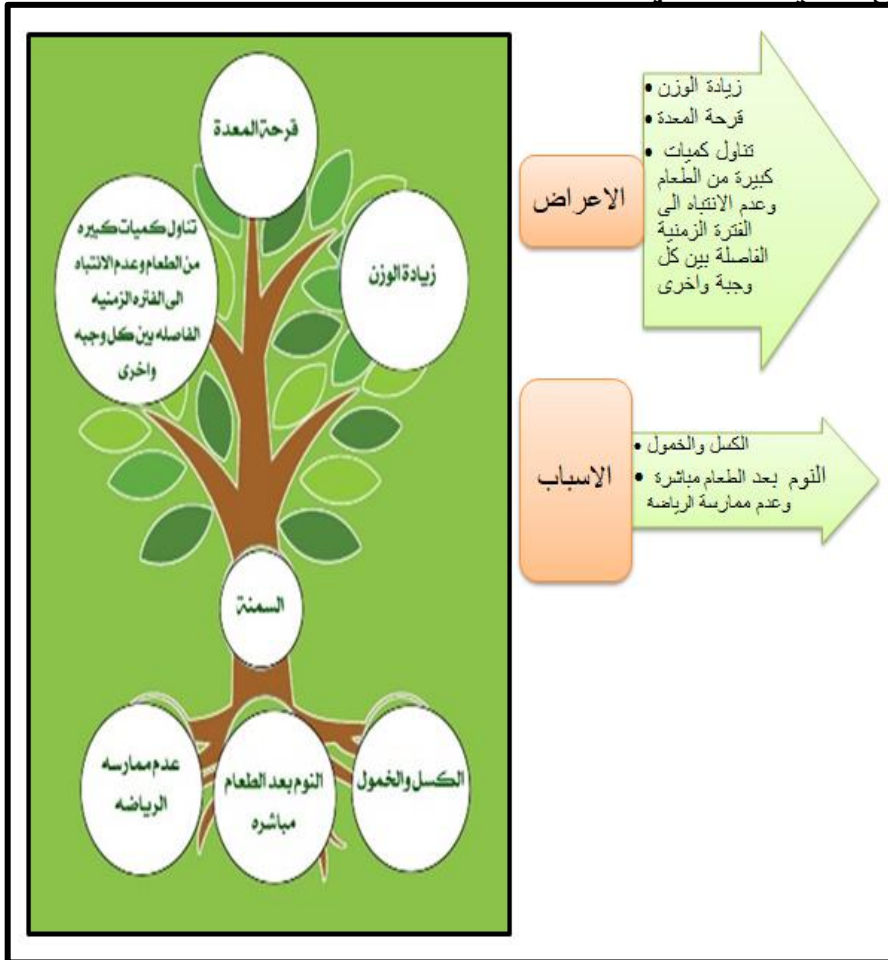 قرحة المعدة
تناول كميات كبيره
من الطعام وعدم الانتباه
الى الفتره الزمنيه
الفاصله بين كل وجبه
واخرى
زيادة الوزن
السمنة
عدم ممارسه
الرياضه
النوم بعد الطعام
مباشره
الكسل والخمول
الاعراض
• زيادة الوزن
• قرحة المعدة
• تناول كميات
كبيرة من الطعام
وعدم الانتباه الى
الفترة الزمنية
الفاصلة بين كل
وجبة واخرى
الاسباب
• الكسل والخمول
• النوم بعد الطعام مباشرة
وعدم ممارسة الرياضه